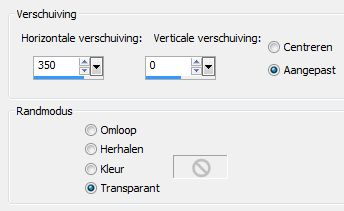 Verschuiving
Horizontale verschuiving: Verticale verschuiving:
350 0
Centreren
Aangepast
Randmodus
Omloop
Herhalen
Kleur
Transparant